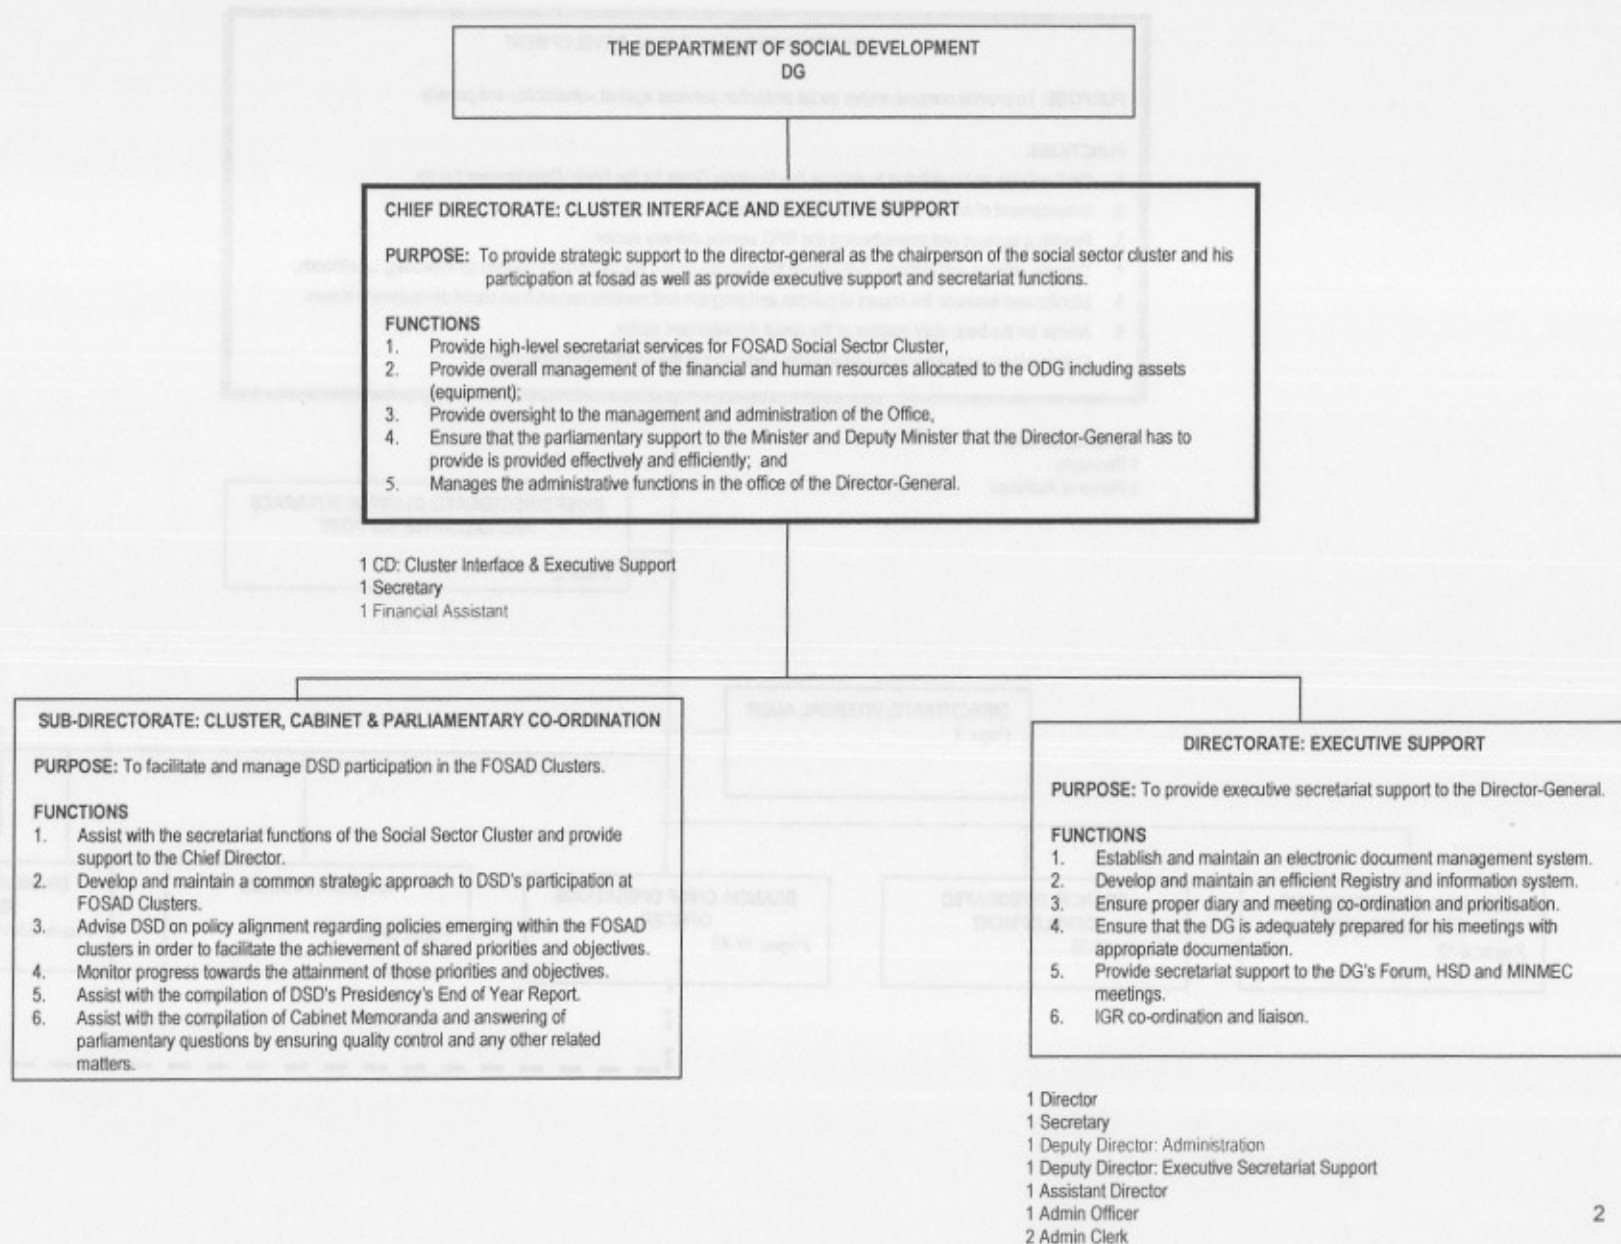 THE DEPARTMENT OF SOCIAL DEVELOPMENT
DG
CHIEF DIRECTORATE: CLUSTER INTERFACE AND EXECUTIVE SUPPORT
PURPOSE: To provide strategic support to the director-general as the chairperson of the social sector cluster and his
participation at fosad as well as provide executive support and secretariat functions.
FUNCTIONS
1. Provide high-level secretariat services for FOSAD Social Sector Cluster,
2. Provide overall management of the financial and human resources allocated to the ODG including assets
(equipment);
3. Provide oversight to the management and administration of the Office,
4. Ensure that the parliamentary support to the Minister and Deputy Minister that the Director-General has to
provide is provided effectively and efficiently; and
5. Manages the administrative functions in the office of the Director-General.
1 CD: Cluster Interface & Executive Support
1 Secretary
1 Financial Assistant
SUB-DIRECTORATE: CLUSTER, CABINET & PARLIAMENTARY CO-ORDINATION
PURPOSE: To facilitate and manage DSD participation in the FOSAD Clusters.
FUNCTIONS
1. Assist with the secretariat functions of the Social Sector Cluster and provide
support to the Chief Director.
2. Develop and maintain a common strategic approach to DSD's participation at
FOSAD Clusters.
3. Advise DSD on policy alignment regarding policies emerging within the FOSAD
clusters in order to facilitate the achievement of shared priorities and objectives.
4. Monitor progress towards the attainment of those priorities and objectives.
5. Assist with the compilation of DSD's Presidency's End of Year Report.
6. Assist with the compilation of Cabinet Memoranda and answering of
parliamentary questions by ensuring quality control and any other related
matters.
DIRECTORATE: EXECUTIVE SUPPORT
PURPOSE: To provide executive secretariat support to the Director-General.
FUNCTIONS
1. Establish and maintain an electronic document management system.
2. Develop and maintain an efficient Registry and information system.
3. Ensure proper diary and meeting co-ordination and prioritisation.
4. Ensure that the DG is adequately prepared for his meetings with
appropriate documentation.
5. Provide secretariat support to the DG's Forum, HSD and MINMEC
meetings.
6. IGR co-ordination and liaison.
1 Director
1 Secretary
1 Deputy Director: Administration
1 Deputy Director: Executive Secretariat Support
1 Assistant Director
1 Admin Officer
2 Admin Clerk
2